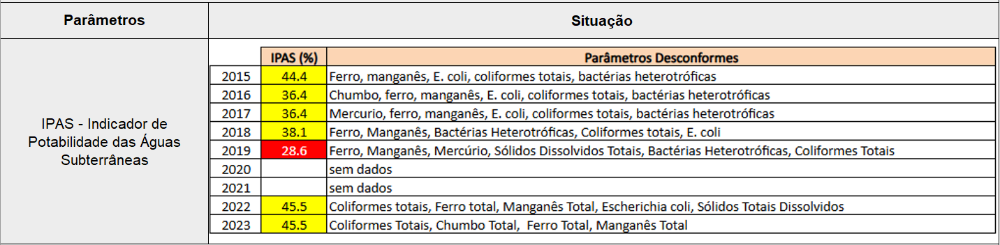 Parâmetros
Situação
IPAS - Indicador de
Potabilidade das Águas
Subterrâneas
IPAS (%) Parâmetros Desconformes
2015 44.4 Ferro, manganês, E. coli, coliformes totais, bactérias heterotróficas
2016 36.4 Chumbo, ferro, manganês, E. coli, coliformes totais, bactérias heterotróficas
2017 36.4 Mercurio, ferro, manganês, E. coli, coliformes totais, bactérias heterotróficas
2018 38.1 Ferro, Manganês, Bactérias Heterotróficas, Coliformes totais, E. coli
2019 28.6 Ferro, Manganês, Mercúrio, Sólidos Dissolvidos Totais, Bactérias Heterotróficas, Coliformes Totais
2020 sem dados
2021 sem dados
2022 45.5 Coliformes totais, Ferro total, Manganês Total, Escherichia coli, Sólidos Totais Dissolvidos
2023 45.5 Coliformes Totais, Chumbo Total,  Ferro Total, Manganês Total